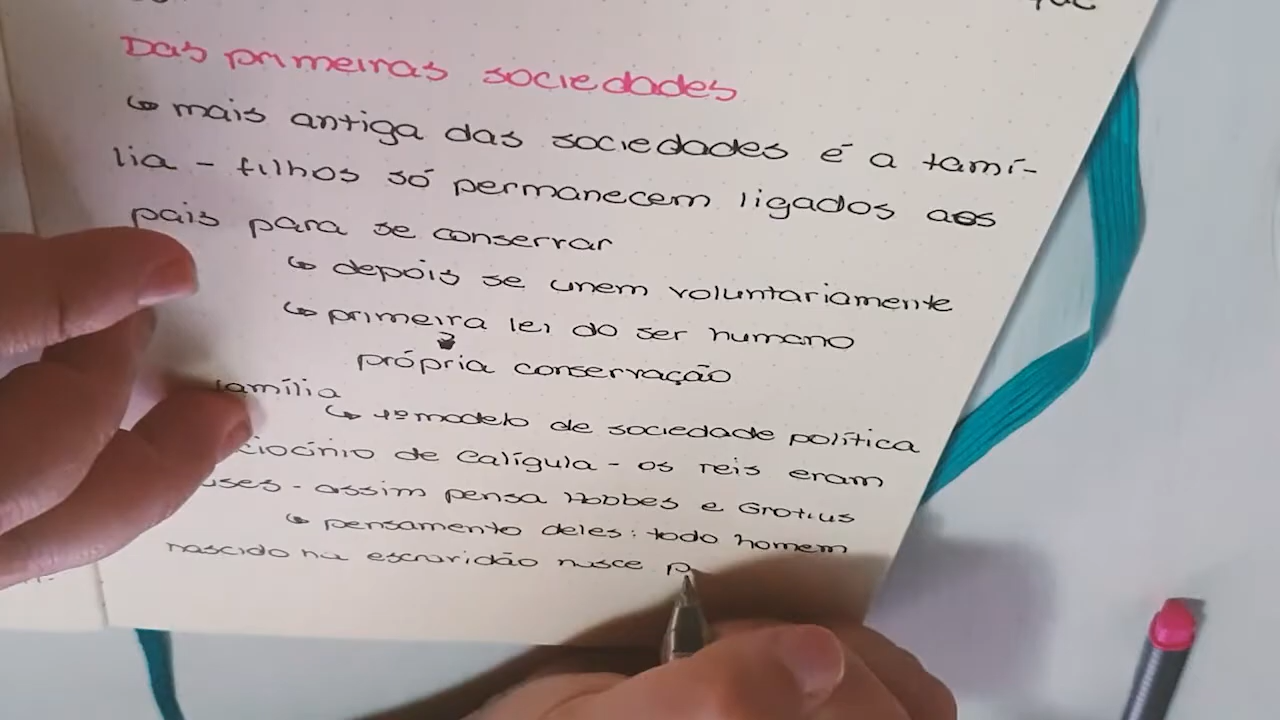 Das primeiras sociedades
↳ mais antiga das sociedades é a famí-
lia - filhos só permanecem ligados aos
pais para se conservar
↳ depois se unem voluntariamente
↳ primeira lei do ser humano
própria conservação
família
↳ 1º modelo de sociedade política
de Calígula - os reis eram
- assim pensa Hobbes e Grotius
↳ pensamento deles: todo homem
nascido na escravidão nasce p